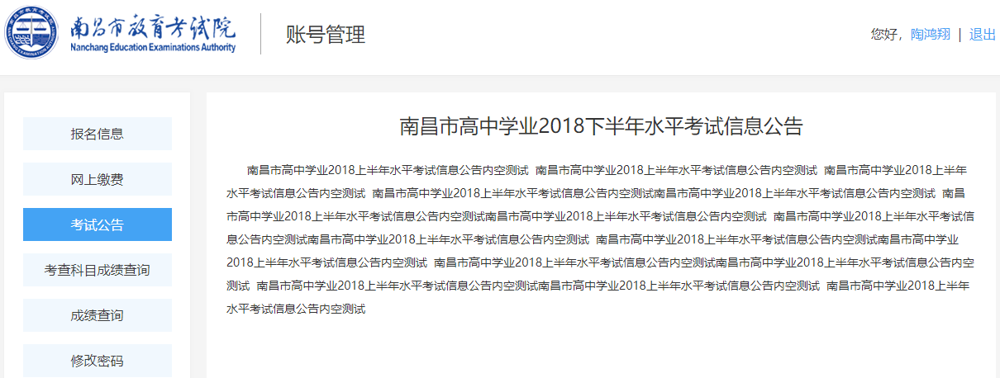 南昌市教育考试院
Nanchang Education Examinations Authority
账号管理
您好，陶鸿翔 | 退出
报名信息
网上缴费
考试公告
考查科目成绩查询
成绩查询
修改密码
南昌市高中学业2018下半年水平考试信息公告
南昌市高中学业2018上半年水平考试信息公告内空测试 南昌市高中学业2018上半年水平考试信息公告内空测试 南昌市高中学业2018上半年
水平考试信息公告内空测试 南昌市高中学业2018上半年水平考试信息公告内空测试南昌市高中学业2018上半年水平考试信息公告内空测试 南昌
市高中学业2018上半年水平考试信息公告内空测试南昌市高中学业2018上半年水平考试信息公告内空测试 南昌市高中学业2018上半年水平考试信
息公告内空测试南昌市高中学业2018上半年水平考试信息公告内空测试 南昌市高中学业2018上半年水平考试信息公告内空测试南昌市高中学业
2018上半年水平考试信息公告内空测试 南昌市高中学业2018上半年水平考试信息公告内空测试南昌市高中学业2018上半年水平考试信息公告内空
测试 南昌市高中学业2018上半年水平考试信息公告内空测试南昌市高中学业2018上半年水平考试信息公告内空测试 南昌市高中学业2018上半年
水平考试信息公告内空测试